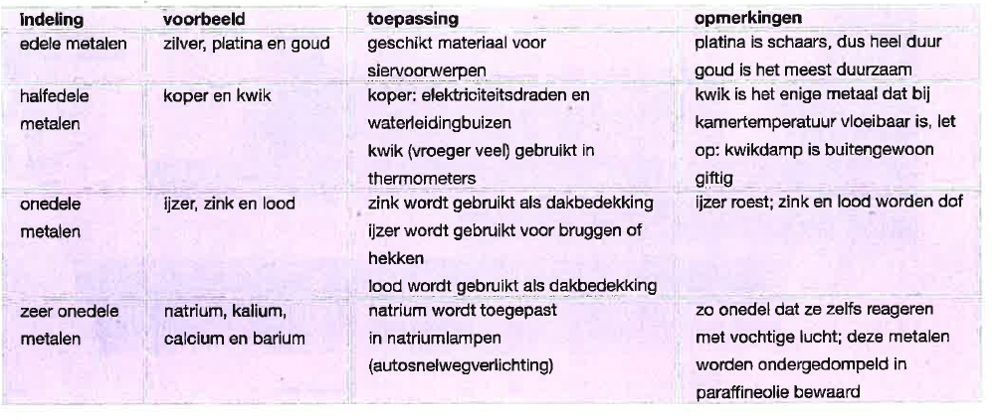 indeling voorbeeld toepassing opmerkingen
edele metalen zilver, platina en goud geschikt materiaal voor platina is schaars, dus heel duur
siervoorwerpen goud is het meest duurzaam
halfedele koper en kwik koper: elektriciteitsdraden en kwik is het enige metaal dat bij
metalen waterleidingbuizen kamertemperatuur vloeibaar is, let
kwik (vroeger veel) gebruikt in op: kwikdamp is buitengewoon
thermometers giftig
onedele ijzer, zink en lood zink wordt gebruikt als dakbedekking ijzer roest; zink en lood worden dof
metalen ijzer wordt gebruikt voor bruggen of
hekken
lood wordt gebruikt als dakbedekking
zeer onedele natrium, kalium, natrium wordt toegepast zo onedel dat ze zelfs reageren
metalen calcium en barium in natriumlampen met vochtige lucht; deze metalen
(autosnelwegverlichting) worden ondergedompeld in
paraffineolie bewaard